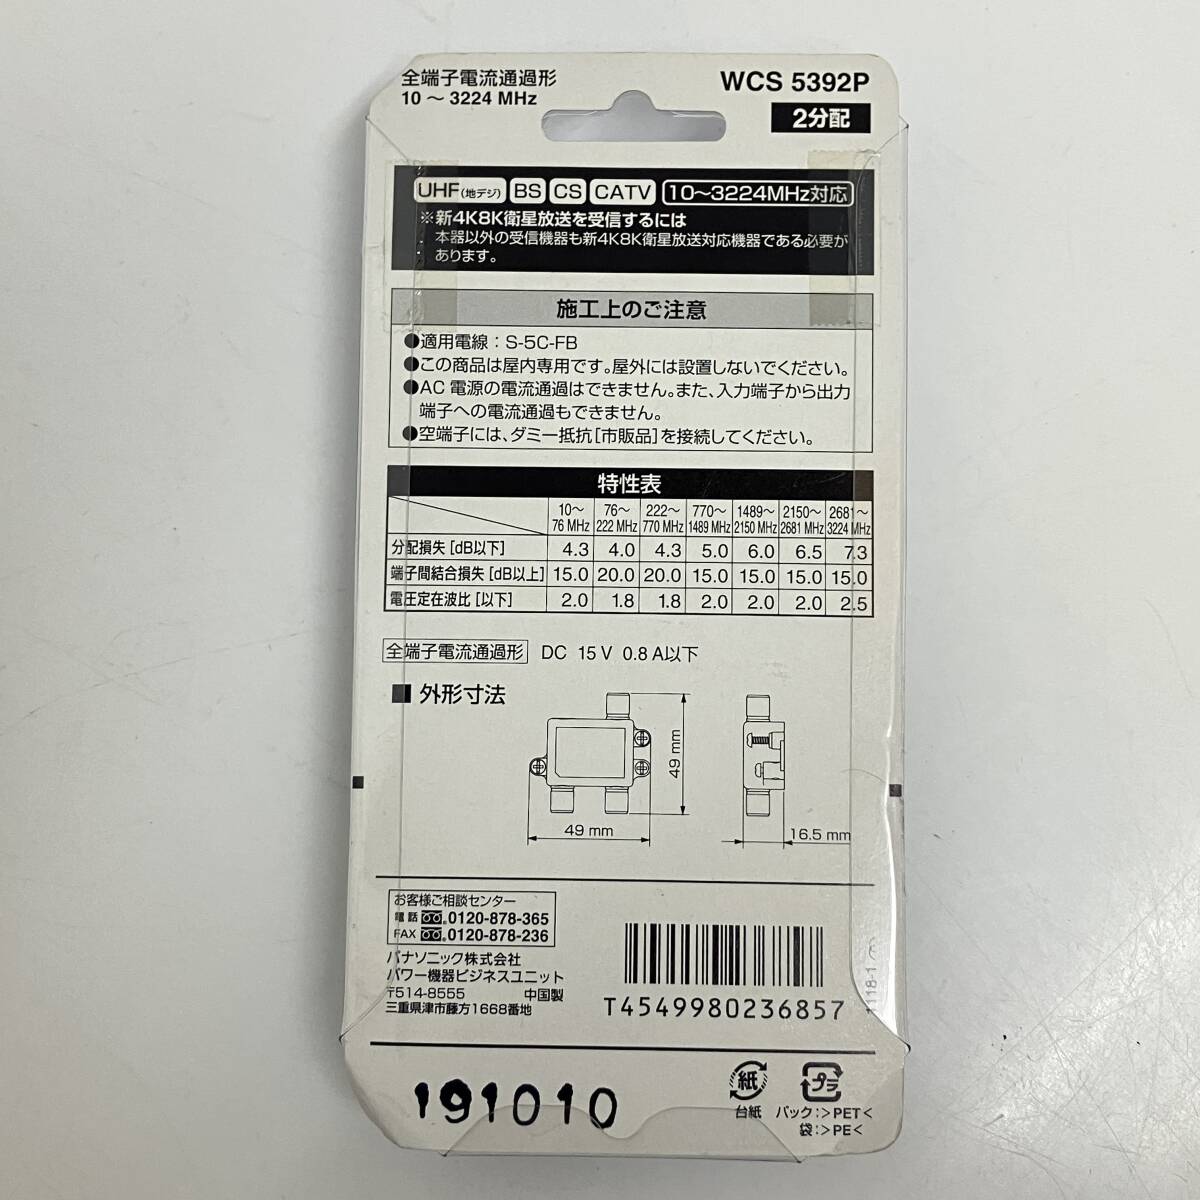 全端子電流通過形
10 ～ 3224 MHz
WCS 5392P
2分配
UHF(地デジ) BS CS CATV 10～3224MHz対応
※新4K8K衛星放送を受信するには
本器以外の受信機器も新4K8K衛星放送対応機器である必要が
あります。
施工上のご注意
●適用電線：S-5C-FB
●この商品は屋内専用です。屋外には設置しないでください。
●AC 電源の電流通過はできません。また、入力端子から出力
端子への電流通過もできません。
●空端子には、ダミー抵抗［市販品］を接続してください。
特性表
10～ 76～ 222～ 770～ 1489～ 2150～ 2681～
76 MHz 222 MHz 770 MHz 1489 MHz 2150 MHz 2681 MHz 3224 MHz
分配損失［dB以下］ 4.3 4.0 4.3 5.0 6.0 6.5 7.3
端子間結合損失［dB以上］ 15.0 20.0 20.0 15.0 15.0 15.0 15.0
電圧定在波比［以下］ 2.0 1.8 1.8 2.0 2.0 2.0 2.5
全端子電流通過形 DC 15 V 0.8 A以下
■ 外形寸法
49 mm
49 mm
16.5 mm
お客様ご相談センター
電話 0120-878-365
FAX 0120-878-236
パナソニック株式会社
パワー機器ビジネスユニット
〒514-8555 中国製
三重県津市藤方1668番地
T4549980236857
191010
紙
台紙
プラ
パック：＞PET＜
袋：＞PE＜